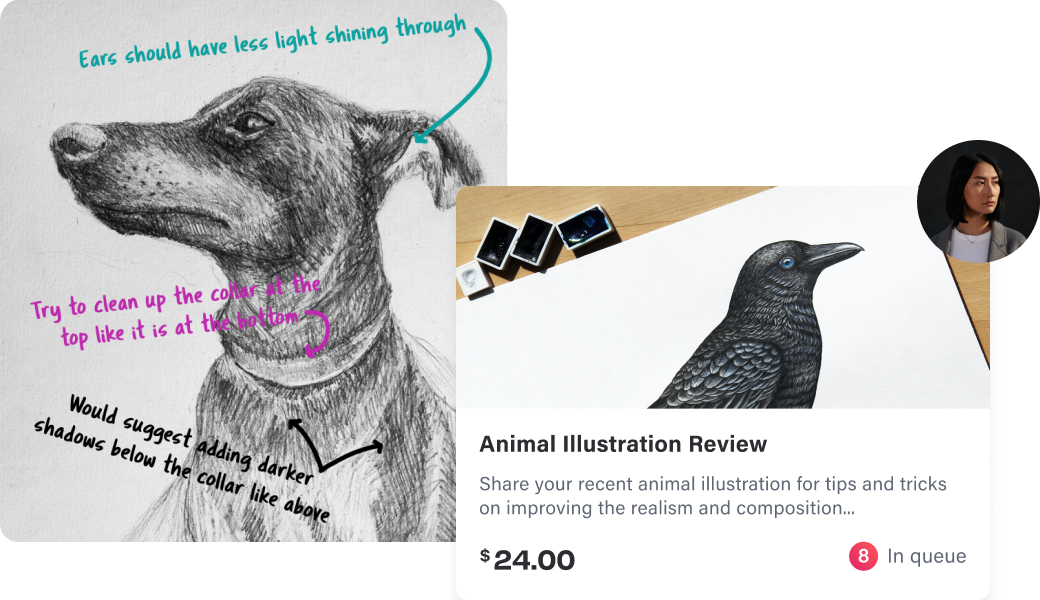 Ears should have less light shining through
Try to clean up the collar at the
top like it is at the bottom
Would suggest adding darker
shadows below the collar like above
Animal Illustration Review
Share your recent animal illustration for tips and tricks
on improving the realism and composition...
$24.00
8 In queue